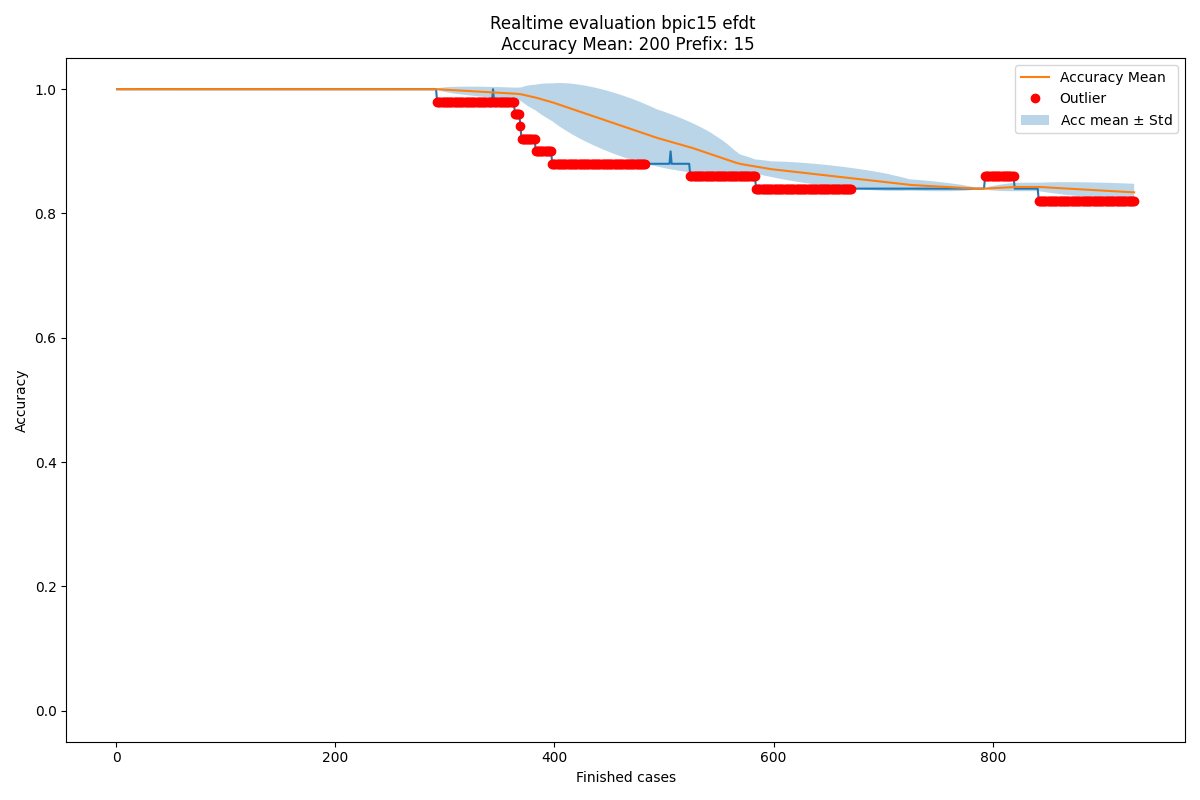 Realtime evaluation bpic15 efdt
Accuracy Mean: 200 Prefix: 15
Accuracy Mean
Outlier
Acc mean ± Std
1.0
0.8
0.6
0.4
0.2
0.0
Accuracy
0 200 400 600 800
Finished cases